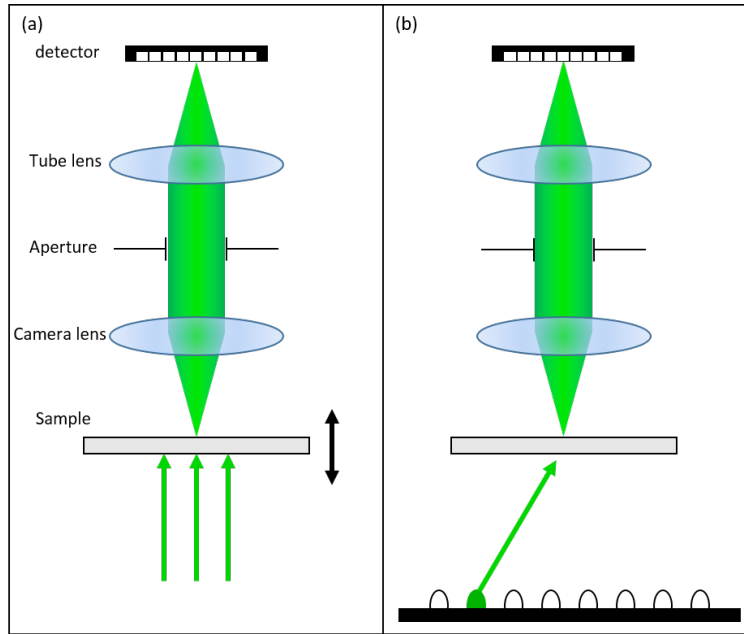 (a)
detector
Tube lens
Aperture
Camera lens
Sample
(b)